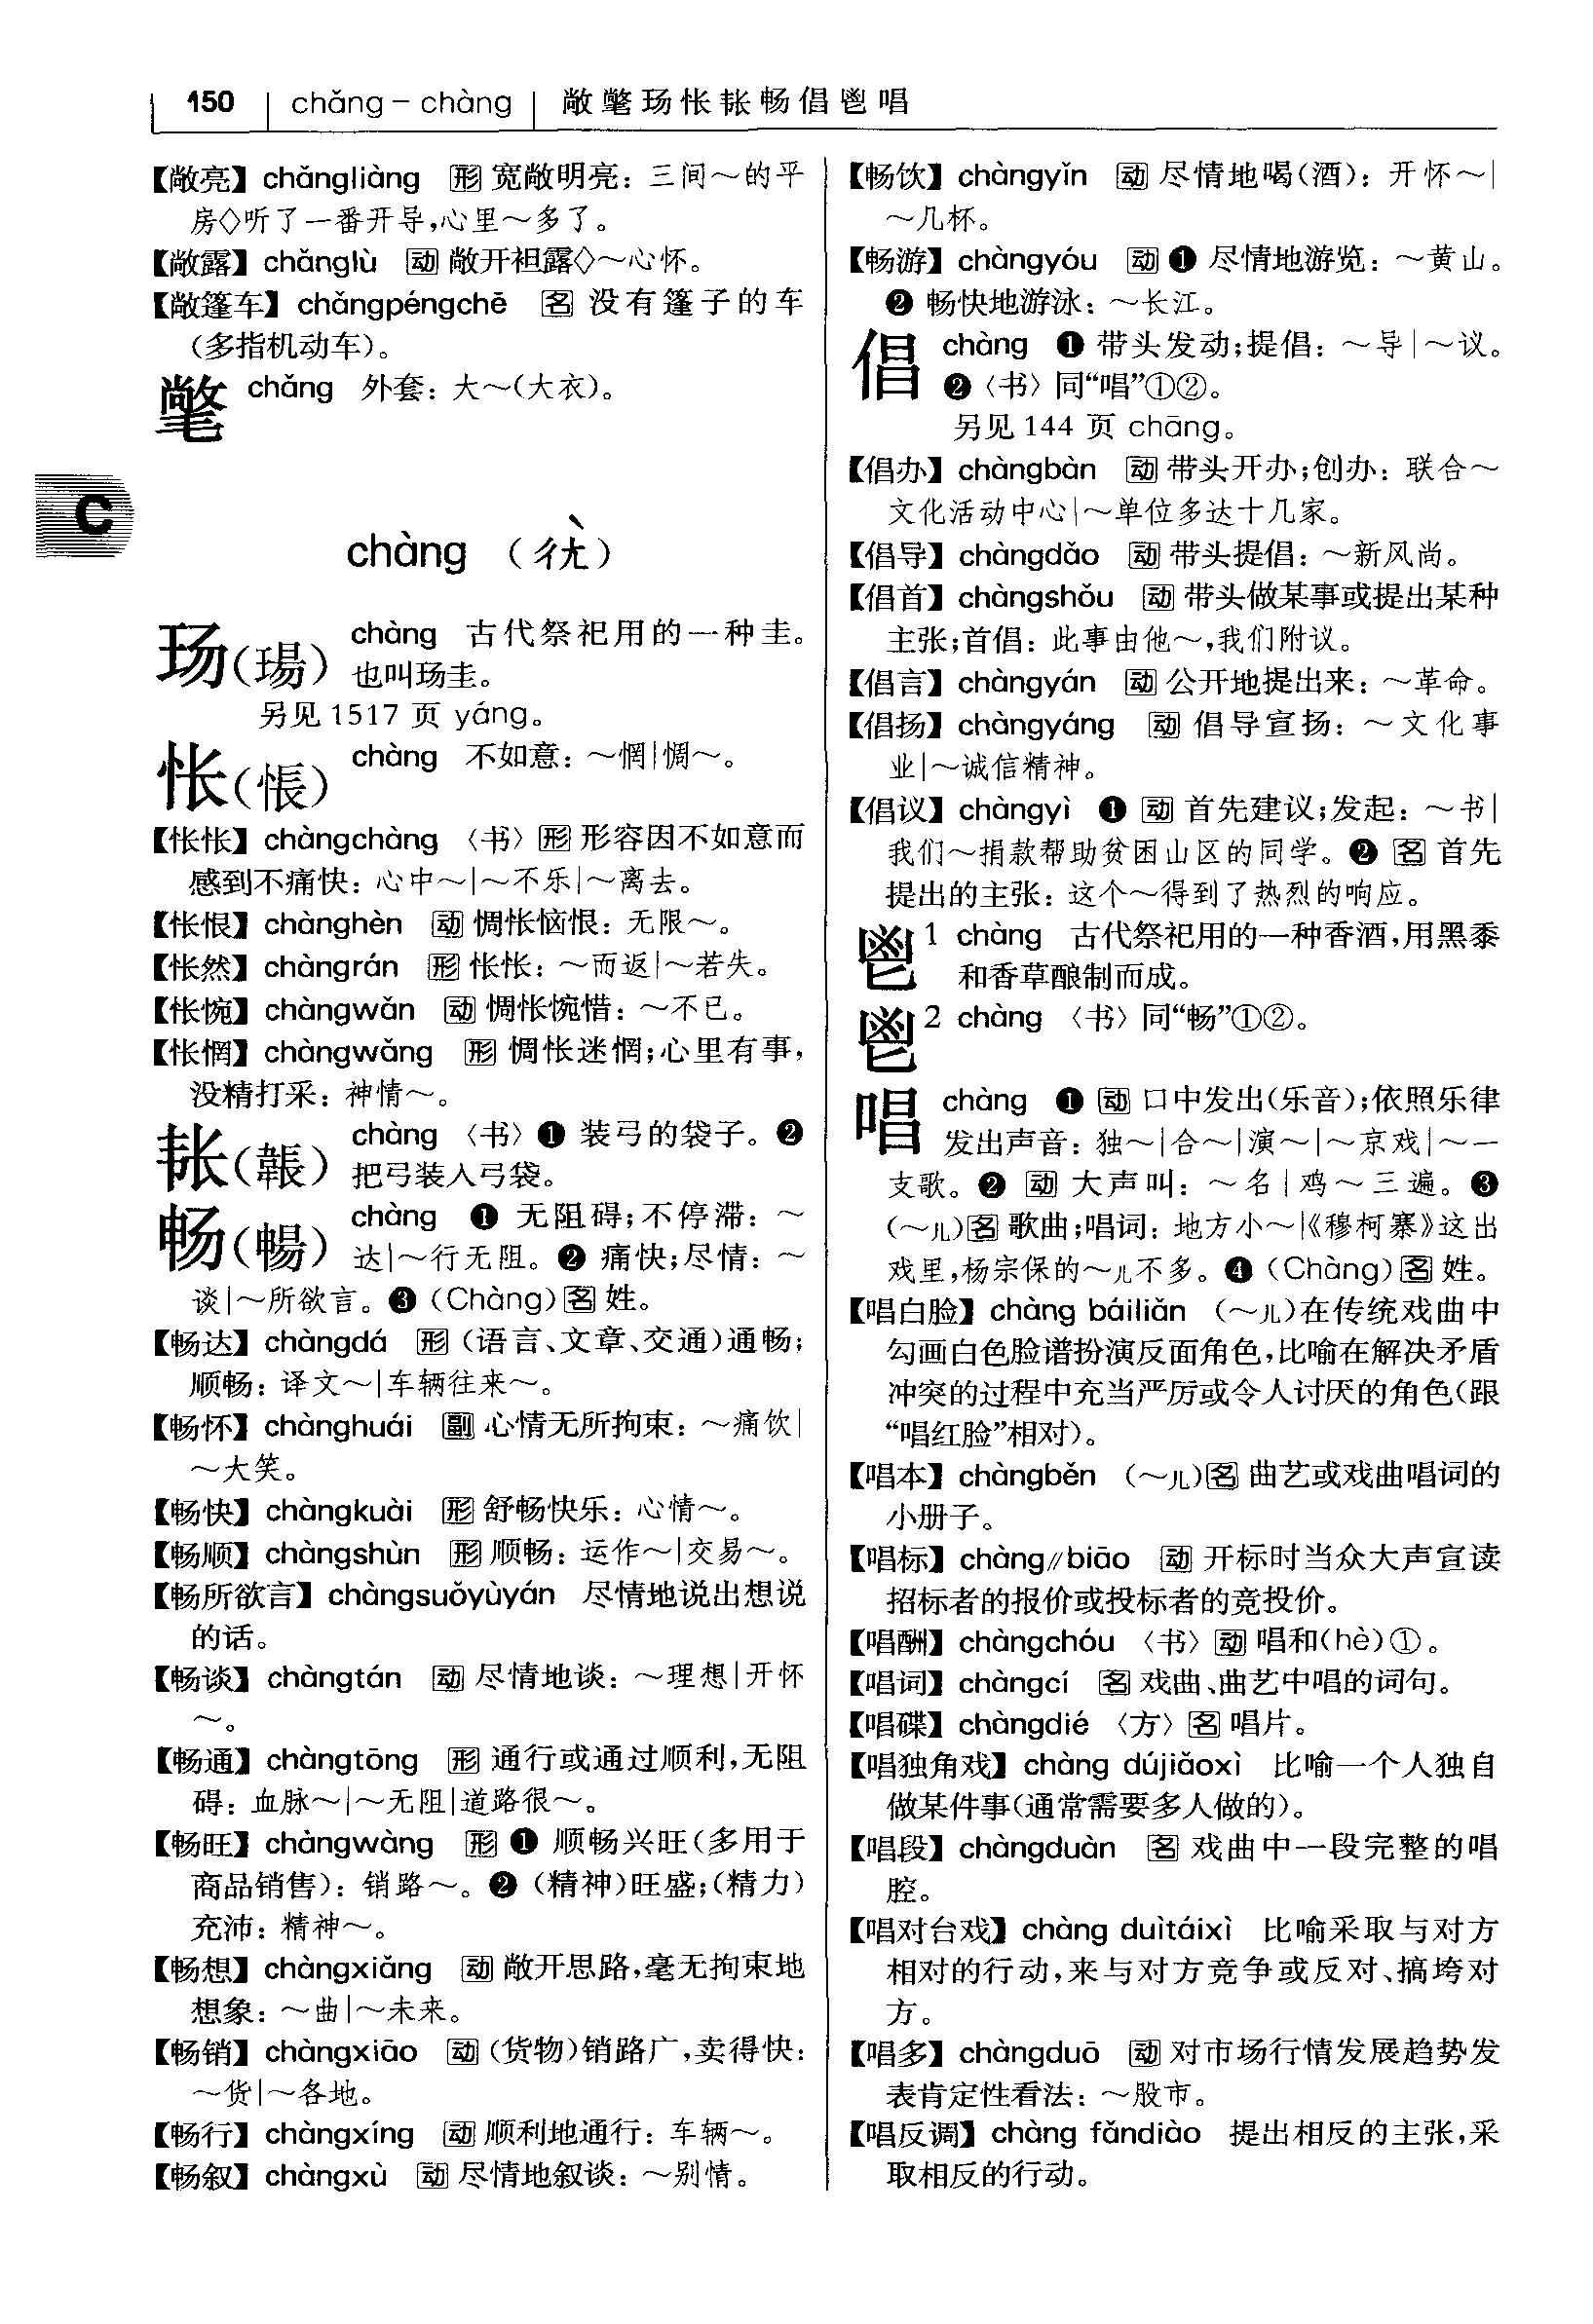 150 chǎng－chàng 敞氅玚怅韔畅倡鬯唱
【敞亮】chǎngliàng 形 宽敞明亮：三间～的平
房◇听了一番开导，心里～多了。
【敞露】chǎnglù 动 敞开袒露◇～心怀。
【敞篷车】chǎngpéngchē 名 没有篷子的车
（多指机动车）。
氅 chǎng 外套：大～（大衣）。
C
chàng （ㄔㄤˋ）
玚（瑒） chàng 古代祭祀用的一种圭。
也叫玚圭。
另见1517页 yáng。
怅（悵） chàng 不如意：～惘|惆～。
【怅怅】chàngchàng 〈书〉形 形容因不如意而
感到不痛快：心中～|～不乐|～离去。
【怅恨】chànghèn 动 惆怅恼恨：无限～。
【怅然】chàngrán 形 怅怅：～而返|～若失。
【怅惋】chàngwǎn 动 惆怅惋惜：～不已。
【怅惘】chàngwǎng 形 惆怅迷惘；心里有事，
没精打采：神情～。
韔（韔） chàng 〈书〉❶ 装弓的袋子。❷
把弓装入弓袋。
畅（暢） chàng ❶ 无阻碍；不停滞：～
达|～行无阻。❷ 痛快；尽情：～
谈|～所欲言。❸（Chàng）名 姓。
【畅达】chàngdá 形（语言、文章、交通）通畅；
顺畅：译文～|车辆往来～。
【畅怀】chànghuái 副 心情无所拘束：～痛饮|
～大笑。
【畅快】chàngkuài 形 舒畅快乐：心情～。
【畅顺】chàngshùn 形 顺畅：运作～|交易～。
【畅所欲言】chàngsuǒyùyán 尽情地说出想说
的话。
【畅谈】chàngtán 动 尽情地谈：～理想|开怀
～。
【畅通】chàngtōng 形 通行或通过顺利，无阻
碍：血脉～|～无阻|道路很～。
【畅旺】chàngwàng 形 ❶ 顺畅兴旺（多用于
商品销售）：销路～。❷（精神）旺盛；（精力）
充沛：精神～。
【畅想】chàngxiǎng 动 敞开思路，毫无拘束地
想象：～曲|～未来。
【畅销】chàngxiāo 动（货物）销路广，卖得快：
～货|～各地。
【畅行】chàngxíng 动 顺利地通行：车辆～。
【畅叙】chàngxù 动 尽情地叙谈：～别情。
【畅饮】chàngyǐn 动 尽情地喝（酒）：开怀～|
～几杯。
【畅游】chàngyóu 动 ❶ 尽情地游览：～黄山。
❷ 畅快地游泳：～长江。
倡 chàng ❶ 带头发动；提倡：～导|～议。
❷〈书〉同“唱”①②。
另见144页 chāng。
【倡办】chàngbàn 动 带头开办；创办：联合～
文化活动中心|～单位多达十几家。
【倡导】chàngdǎo 动 带头提倡：～新风尚。
【倡首】chàngshǒu 动 带头做某事或提出某种
主张；首倡：此事由他～，我们附议。
【倡言】chàngyán 动 公开地提出来：～革命。
【倡扬】chàngyáng 动 倡导宣扬：～文化事
业|～诚信精神。
【倡议】chàngyì ❶ 动 首先建议；发起：～书|
我们～捐款帮助贫困山区的同学。❷ 名 首先
提出的主张：这个～得到了热烈的响应。
鬯1 chàng 古代祭祀用的一种香酒，用黑黍
和香草酿制而成。
鬯2 chàng 〈书〉同“畅”①②。
唱 chàng ❶ 动 口中发出（乐音）；依照乐律
发出声音：独～|合～|演～|～京戏|～一
支歌。❷ 动 大声叫：～名|鸡～三遍。❸
（～儿）名 歌曲；唱词：地方小～|《穆柯寨》这出
戏里，杨宗保的～儿不多。❹（Chàng）名 姓。
【唱白脸】chàng báiliǎn （～儿）在传统戏曲中
勾画白色脸谱扮演反面角色，比喻在解决矛盾
冲突的过程中充当严厉或令人讨厌的角色（跟
“唱红脸”相对）。
【唱本】chàngběn （～儿）名 曲艺或戏曲唱词的
小册子。
【唱标】chàng∥biāo 动 开标时当众大声宣读
招标者的报价或投标者的竞投价。
【唱酬】chàngchóu 〈书〉动 唱和（hè）①。
【唱词】chàngcí 名 戏曲、曲艺中唱的词句。
【唱碟】chàngdié 〈方〉名 唱片。
【唱独角戏】chàng dújiǎoxì 比喻一个人独自
做某件事（通常需要多人做的）。
【唱段】chàngduàn 名 戏曲中一段完整的唱
腔。
【唱对台戏】chàng duìtáixì 比喻采取与对方
相对的行动，来与对方竞争或反对、搞垮对
方。
【唱多】chàngduō 动 对市场行情发展趋势发
表肯定性看法：～股市。
【唱反调】chàng fǎndiào 提出相反的主张，采
取相反的行动。